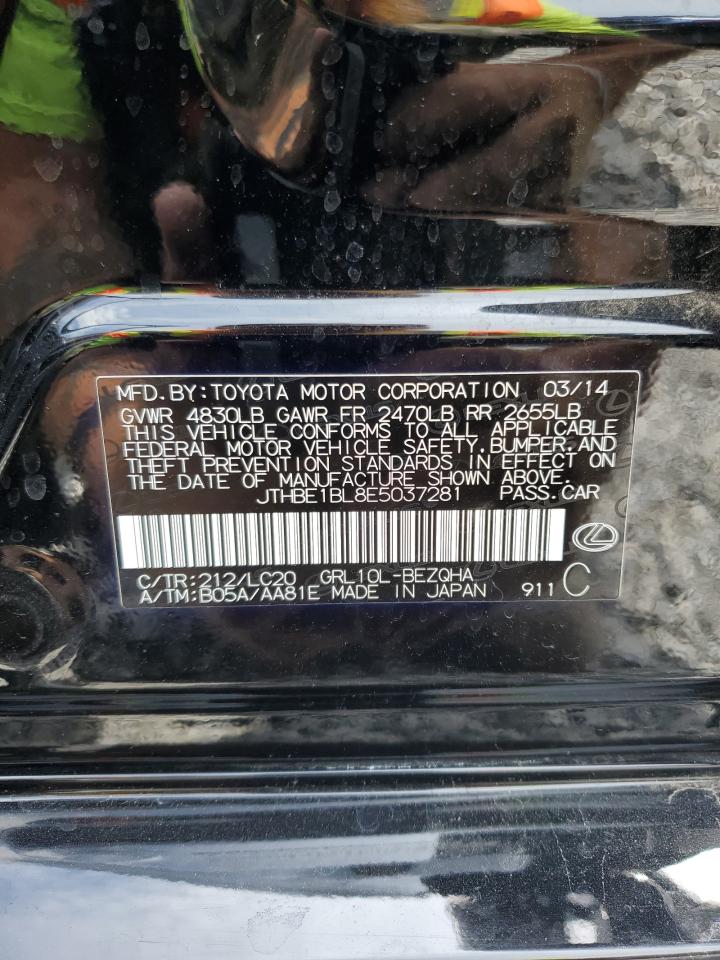 MFD.BY:TOYOTA MOTOR CORPORATION 03/14
GVWR 4830LB GAWR FR 2470LB RR 2655LB
THIS VEHICLE CONFORMS TO ALL APPLICABLE
FEDERAL MOTOR VEHICLE SAFETY,BUMPER,AND
THEFT PREVENTION STANDARDS IN EFFECT ON
THE DATE OF MANUFACTURE SHOWN ABOVE.
JTHBE1BL8E5037281 PASS.CAR
C/TR:212/LC20 GRL10L-BEZQHA
A/TM:B05A/AA81E MADE IN JAPAN 911 C